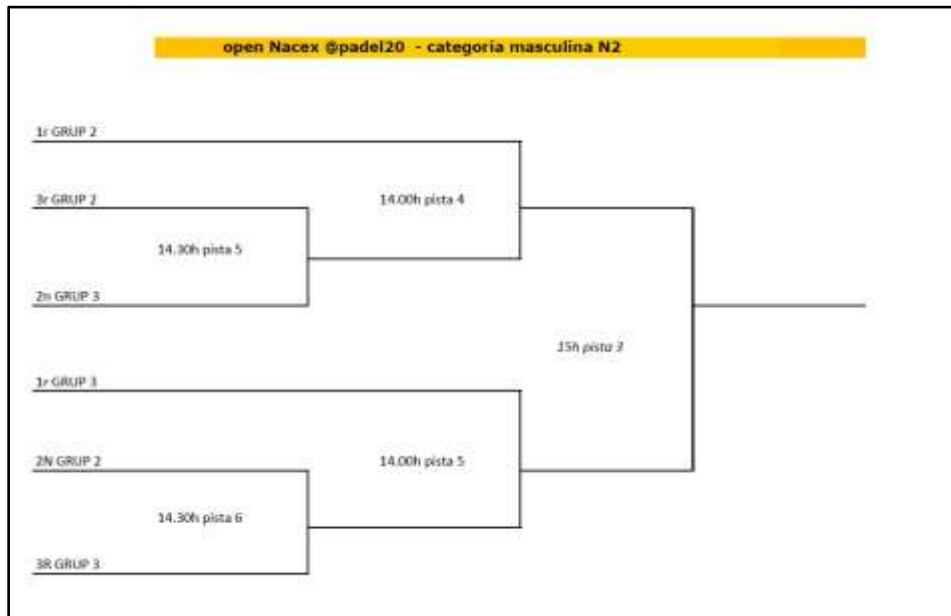 open Nacex @padel20 - categoria masculina N2
1r GRUP 2
3r GRUP 2
14.00h pista 4
14.30h pista 5
2n GRUP 3
15h pista 3
1r GRUP 3
2N GRUP 2
14.00h pista 5
14.30h pista 6
3R GRUP 3